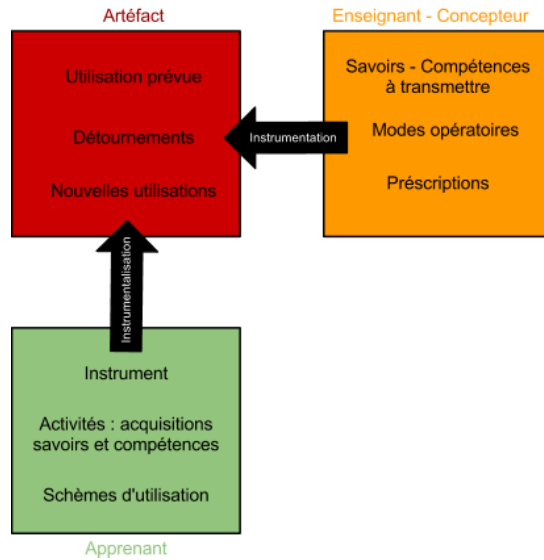 Artéfact
Utilisation prévue
Détournements
Nouvelles utilisations
Enseignant - Concepteur
Savoirs - Compétences
à transmettre
Modes opératoires
Préscriptions
Instrumentation
Instrumentalisation
Instrument
Activités : acquisitions
savoirs et compétences
Schèmes d'utilisation
Apprenant